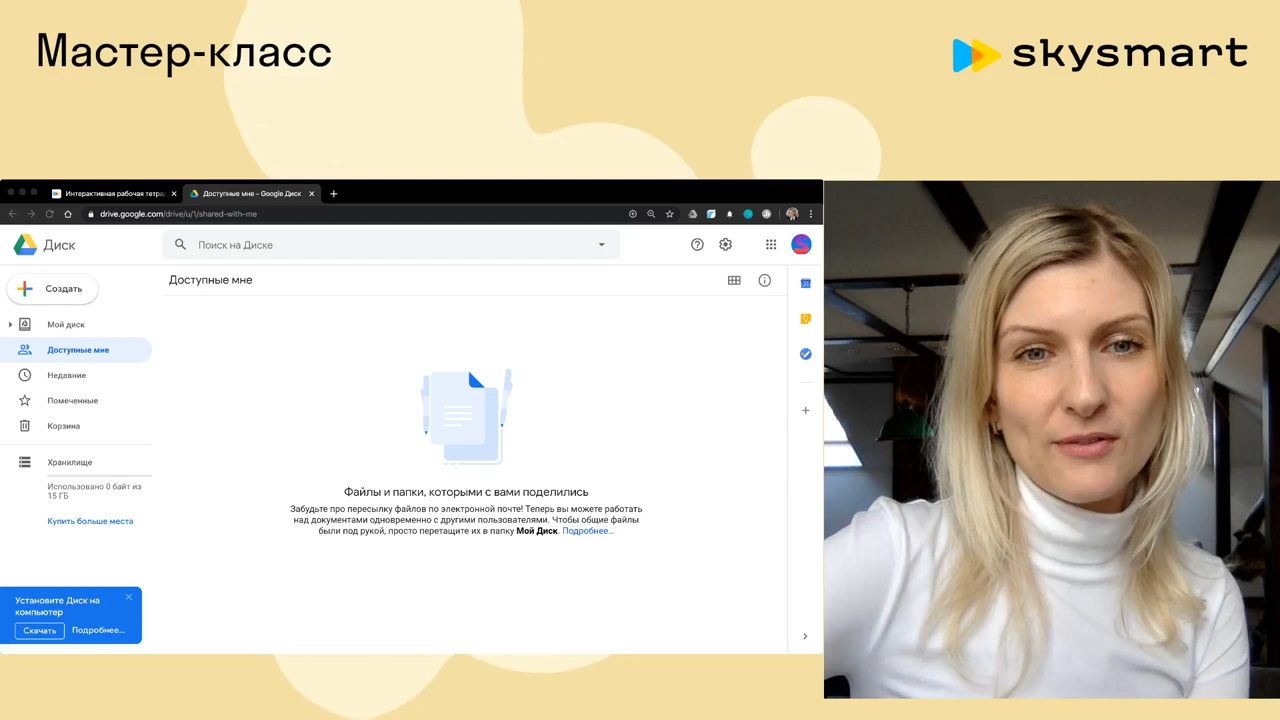 Мастер-класс
skysmart
Интерактивная рабочая тетра
Доступные мне – Google Диск
drive.google.com/drive/u/1/shared-with-me
Диск
Поиск на Диске
Создать
Доступные мне
Мой диск
Доступные мне
Недавние
Помеченные
Корзина
Хранилище
Использовано 0 байт из
15 ГБ
Купить больше места
Файлы и папки, которыми с вами поделились
Забудьте про пересылку файлов по электронной почте! Теперь вы можете работать
над документами одновременно с другими пользователями. Чтобы общие файлы
были под рукой, просто перетащите их в папку Мой Диск. Подробнее...
Установите Диск на
компьютер
Скачать
Подробнее...